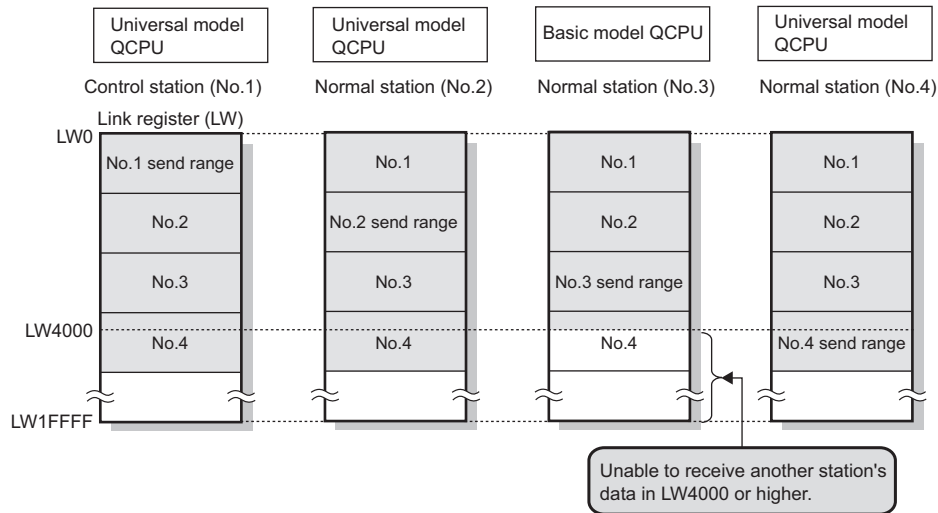 Universal model
QCPU
Universal model
QCPU
Basic model QCPU
Universal model
QCPU
Control station (No.1)
Normal station (No.2)
Normal station (No.3)
Normal station (No.4)
Link register (LW)
LW0
No.1 send range
No.1
No.1
No.1
No.2
No.2 send range
No.2
No.2
No.3
No.3
No.3 send range
No.3
LW4000
No.4
No.4
No.4
No.4 send range
LW1FFFF
Unable to receive another station's
data in LW4000 or higher.